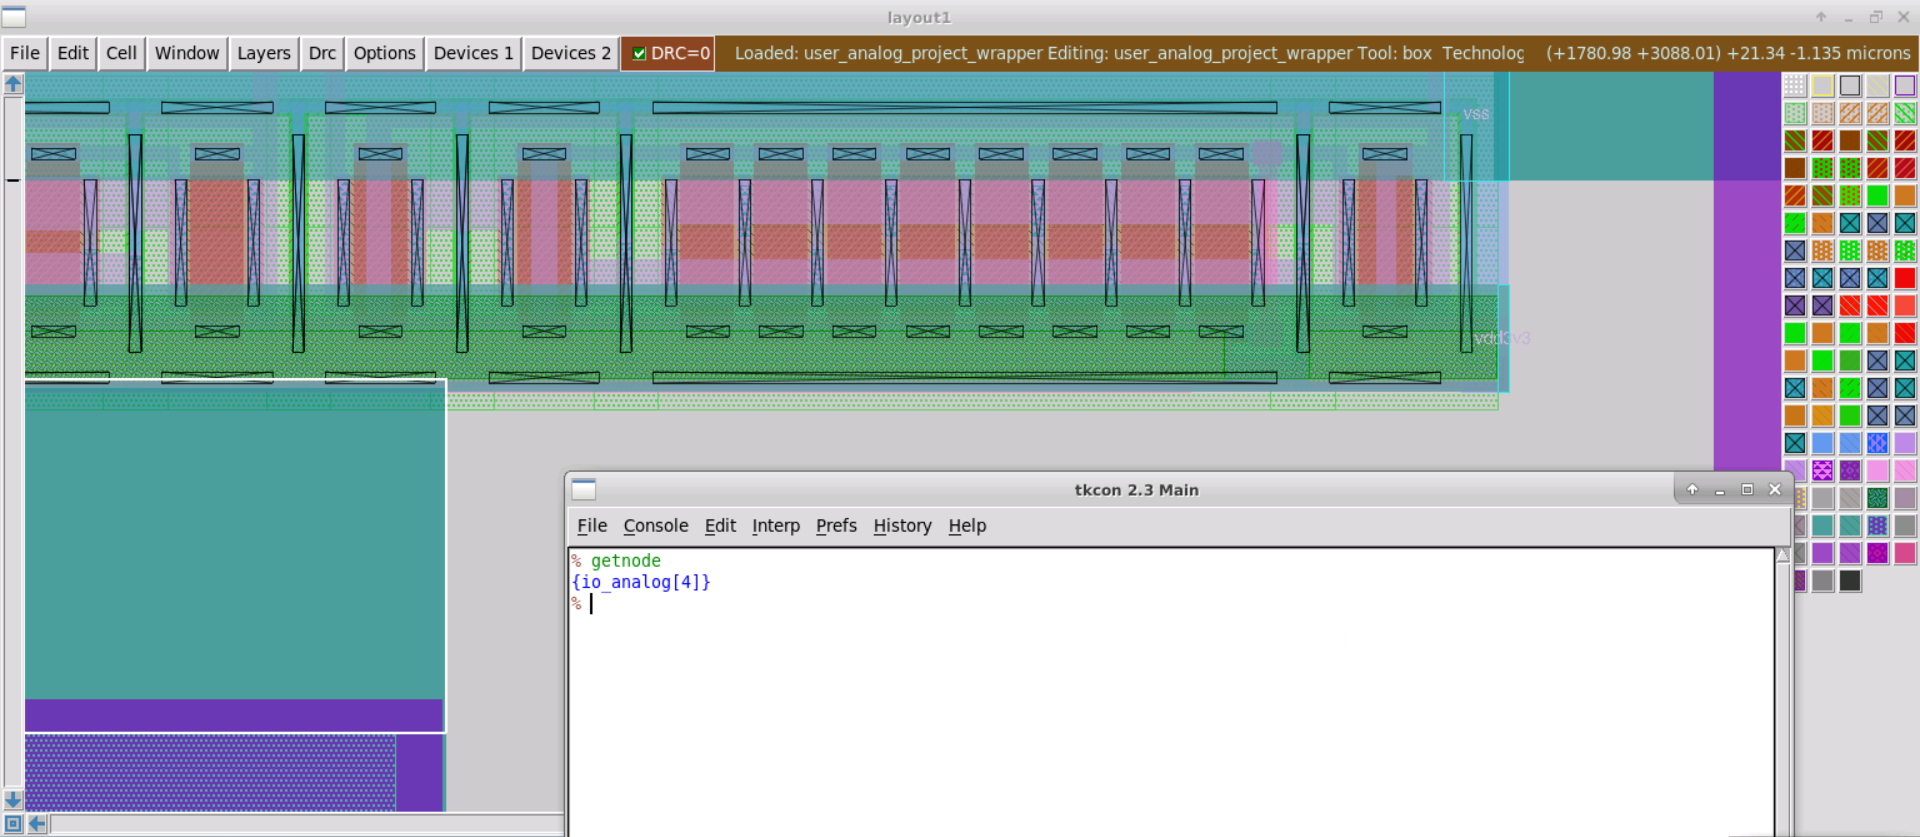 layout1
File Edit Cell Window Layers Drc Options Devices 1 Devices 2 DRC=0 Loaded: user_analog_project_wrapper Editing: user_analog_project_wrapper Tool: box Technolog (+1780.98 +3088.01) +21.34 -1.135 microns
vss
vdd3v3
tkcon 2.3 Main
File Console Edit Interp Prefs History Help
% getnode
{io_analog[4]}
%